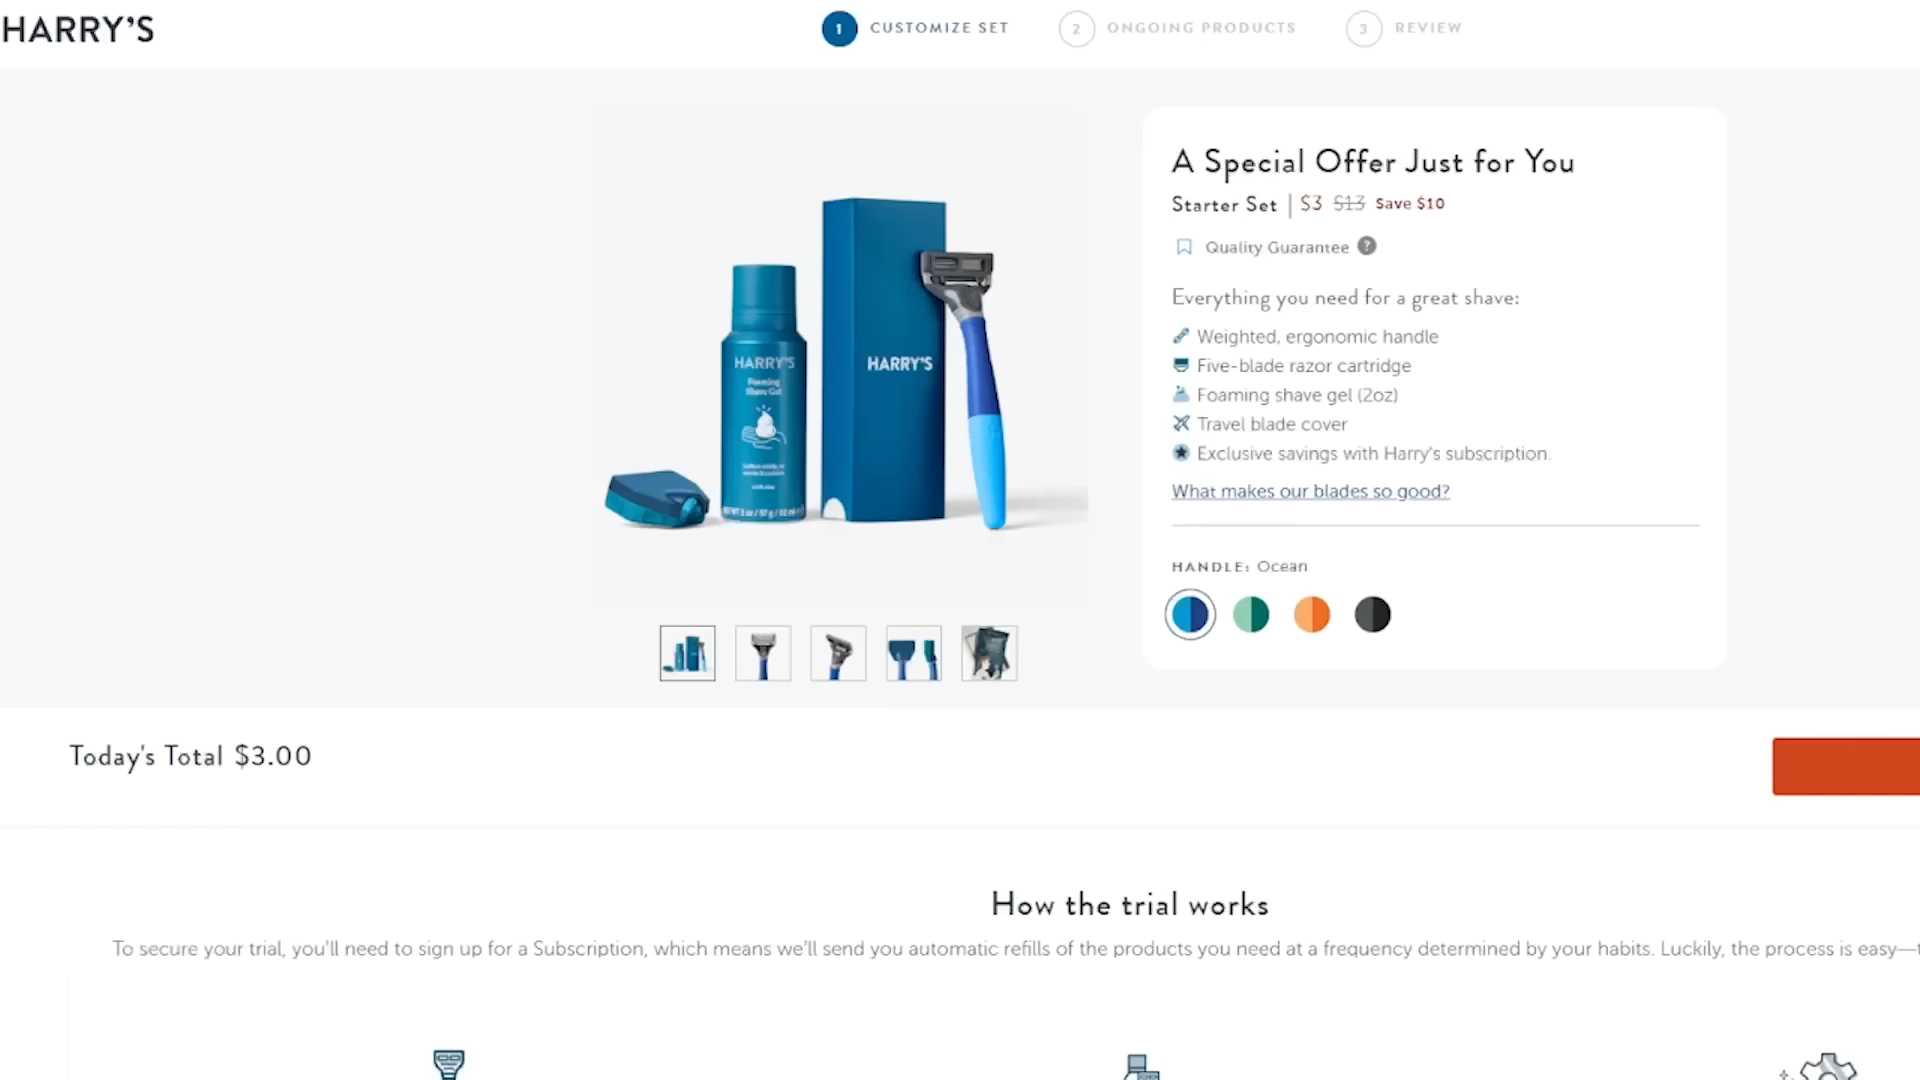 HARRY'S
1 CUSTOMIZE SET
2 ONGOING PRODUCTS
3 REVIEW
A Special Offer Just for You
Starter Set | $3 $13 Save $10
Quality Guarantee ?
Everything you need for a great shave:
Weighted, ergonomic handle
Five-blade razor cartridge
Foaming shave gel (2oz)
Travel blade cover
Exclusive savings with Harry's subscription.
What makes our blades so good?
HANDLE: Ocean
HARRY'S
Foaming
Shave Gel
HARRY'S
Today's Total $3.00
How the trial works
To secure your trial, you'll need to sign up for a Subscription, which means we'll send you automatic refills of the products you need at a frequency determined by your habits. Luckily, the process is easy—